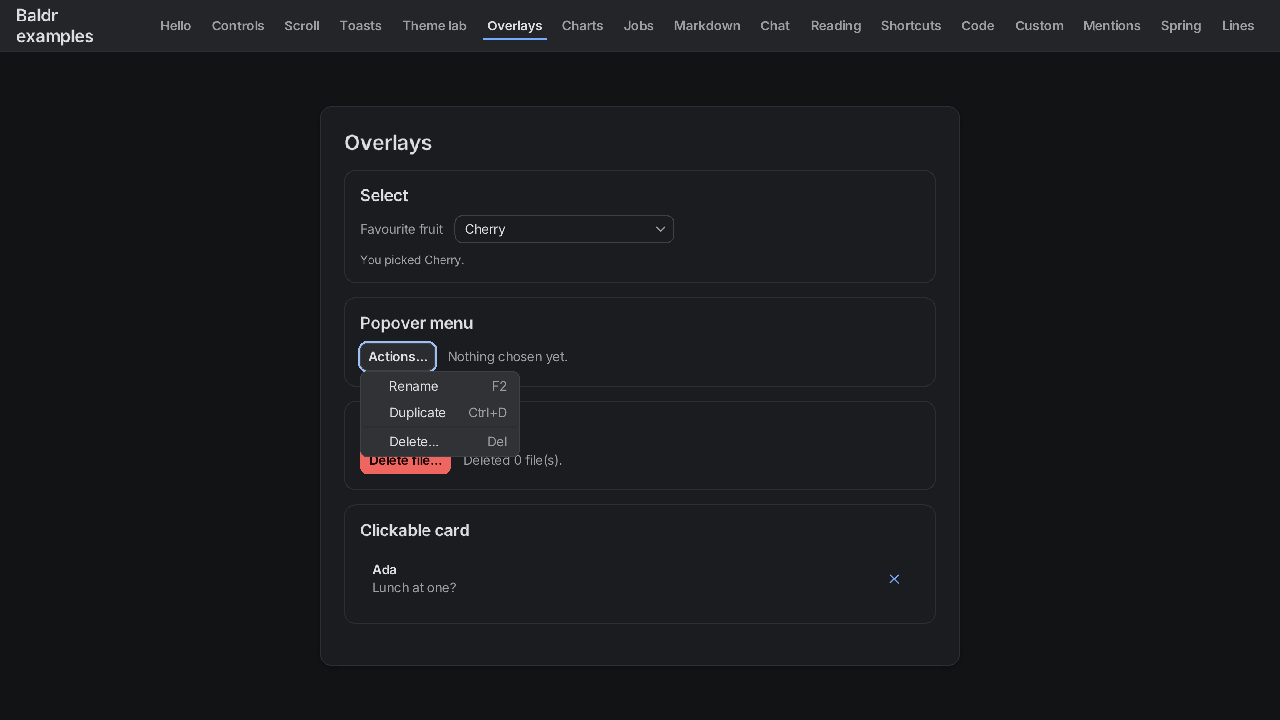 Baldr examples
Hello Controls Scroll Toasts Theme lab Overlays Charts Jobs Markdown Chat Reading Shortcuts Code Custom Mentions Spring Lines
Overlays
Select
Favourite fruit Cherry
You picked Cherry.
Popover menu
Actions... Nothing chosen yet.
Rename F2
Duplicate Ctrl+D
Delete... Del
Delete file... Deleted 0 file(s).
Clickable card
Ada
Lunch at one?